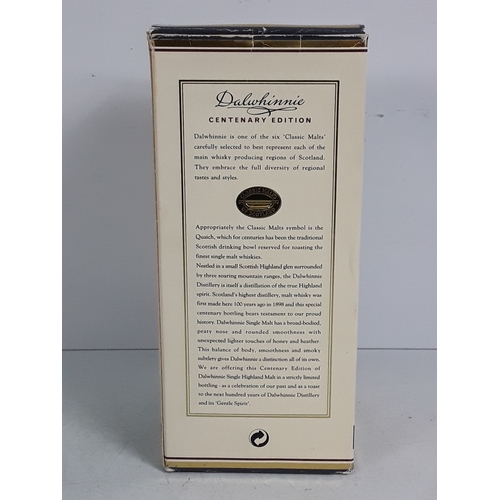 Dalwhinnie
CENTENARY EDITION
Dalwhinnie is one of the six 'Classic Malts'
carefully selected to best represent each of the
main whisky producing regions of Scotland.
They embrace the full diversity of regional
tastes and styles.
Appropriately the Classic Malts symbol is the
Quaich, which for centuries has been the traditional
Scottish drinking bowl reserved for toasting the
finest single malt whiskies.
Nestled in a small Scottish Highland glen surrounded
by three soaring mountain ranges, the Dalwhinnie
Distillery is itself a distillation of the true Highland
spirit. Scotland's highest distillery, malt whisky was
first made here 100 years ago in 1898 and this special
centenary bottling bears testament to our proud
history. Dalwhinnie Single Malt has a broad-bodied,
peaty nose and rounded smoothness with
unexpected lighter touches of honey and heather.
This balance of body, smoothness and smoky
subtlety gives Dalwhinnie a distinction all of its own.
We are offering this Centenary Edition of
Dalwhinnie Single Highland Malt in a strictly limited
bottling - as a celebration of our past and as a toast
to the next hundred years of Dalwhinnie Distillery
and its 'Gentle Spirit'.